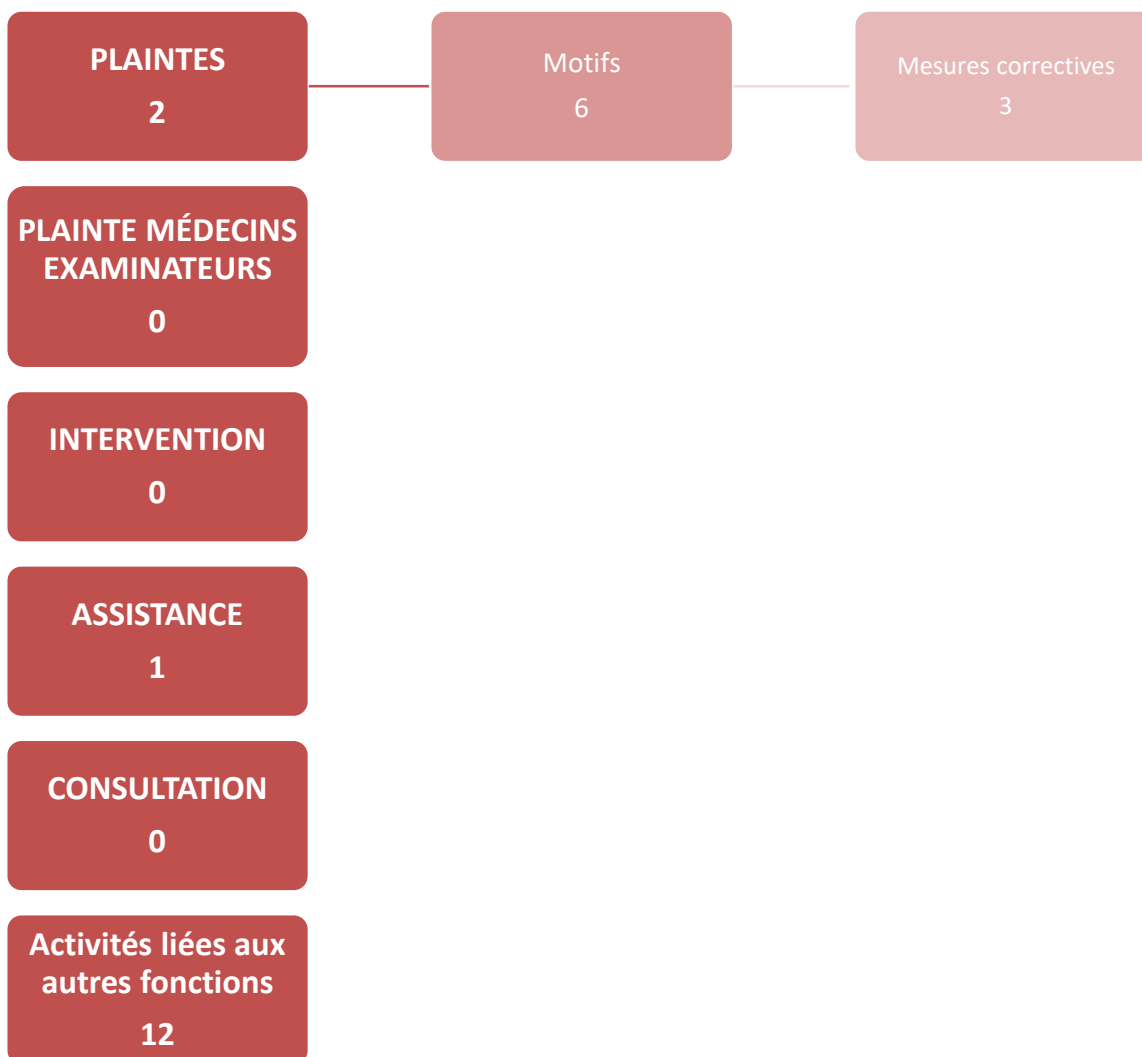 PLAINTES
2
Motifs
6
Mesures correctives
3
PLAINTE MÉDECINS
EXAMINATEURS
0
INTERVENTION
0
ASSISTANCE
1
CONSULTATION
0
Activités liées aux
autres fonctions
12